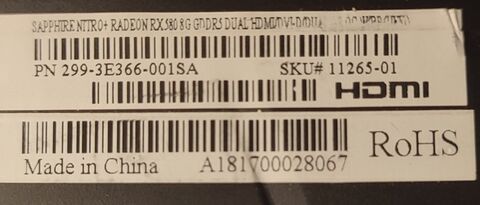 SAPPHIRE NITRO+ RADEON RX 580 8G GDDR5 DUAL HDMI/DVI-D/DUAL
PN 299-3E366-001SA SKU# 11265-01
HDMI
RoHS
Made in China A181700028067